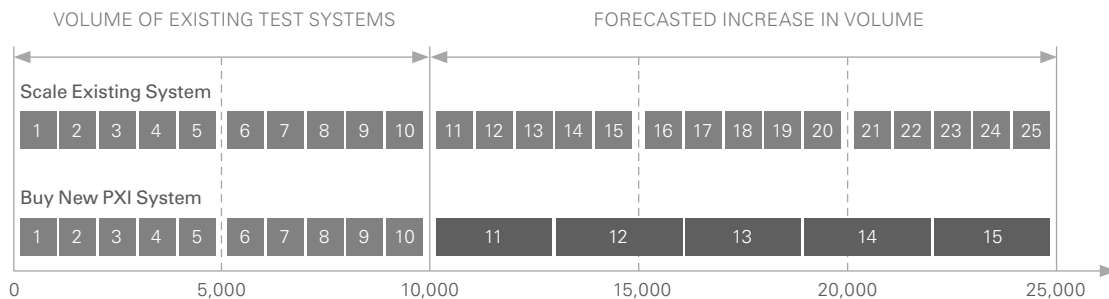 VOLUME OF EXISTING TEST SYSTEMS
FORECASTED INCREASE IN VOLUME
Scale Existing System
1 2 3 4 5 6 7 8 9 10 11 12 13 14 15 16 17 18 19 20 21 22 23 24 25
Buy New PXI System
1 2 3 4 5 6 7 8 9 10 11 12 13 14 15
0 5,000 10,000 15,000 20,000 25,000